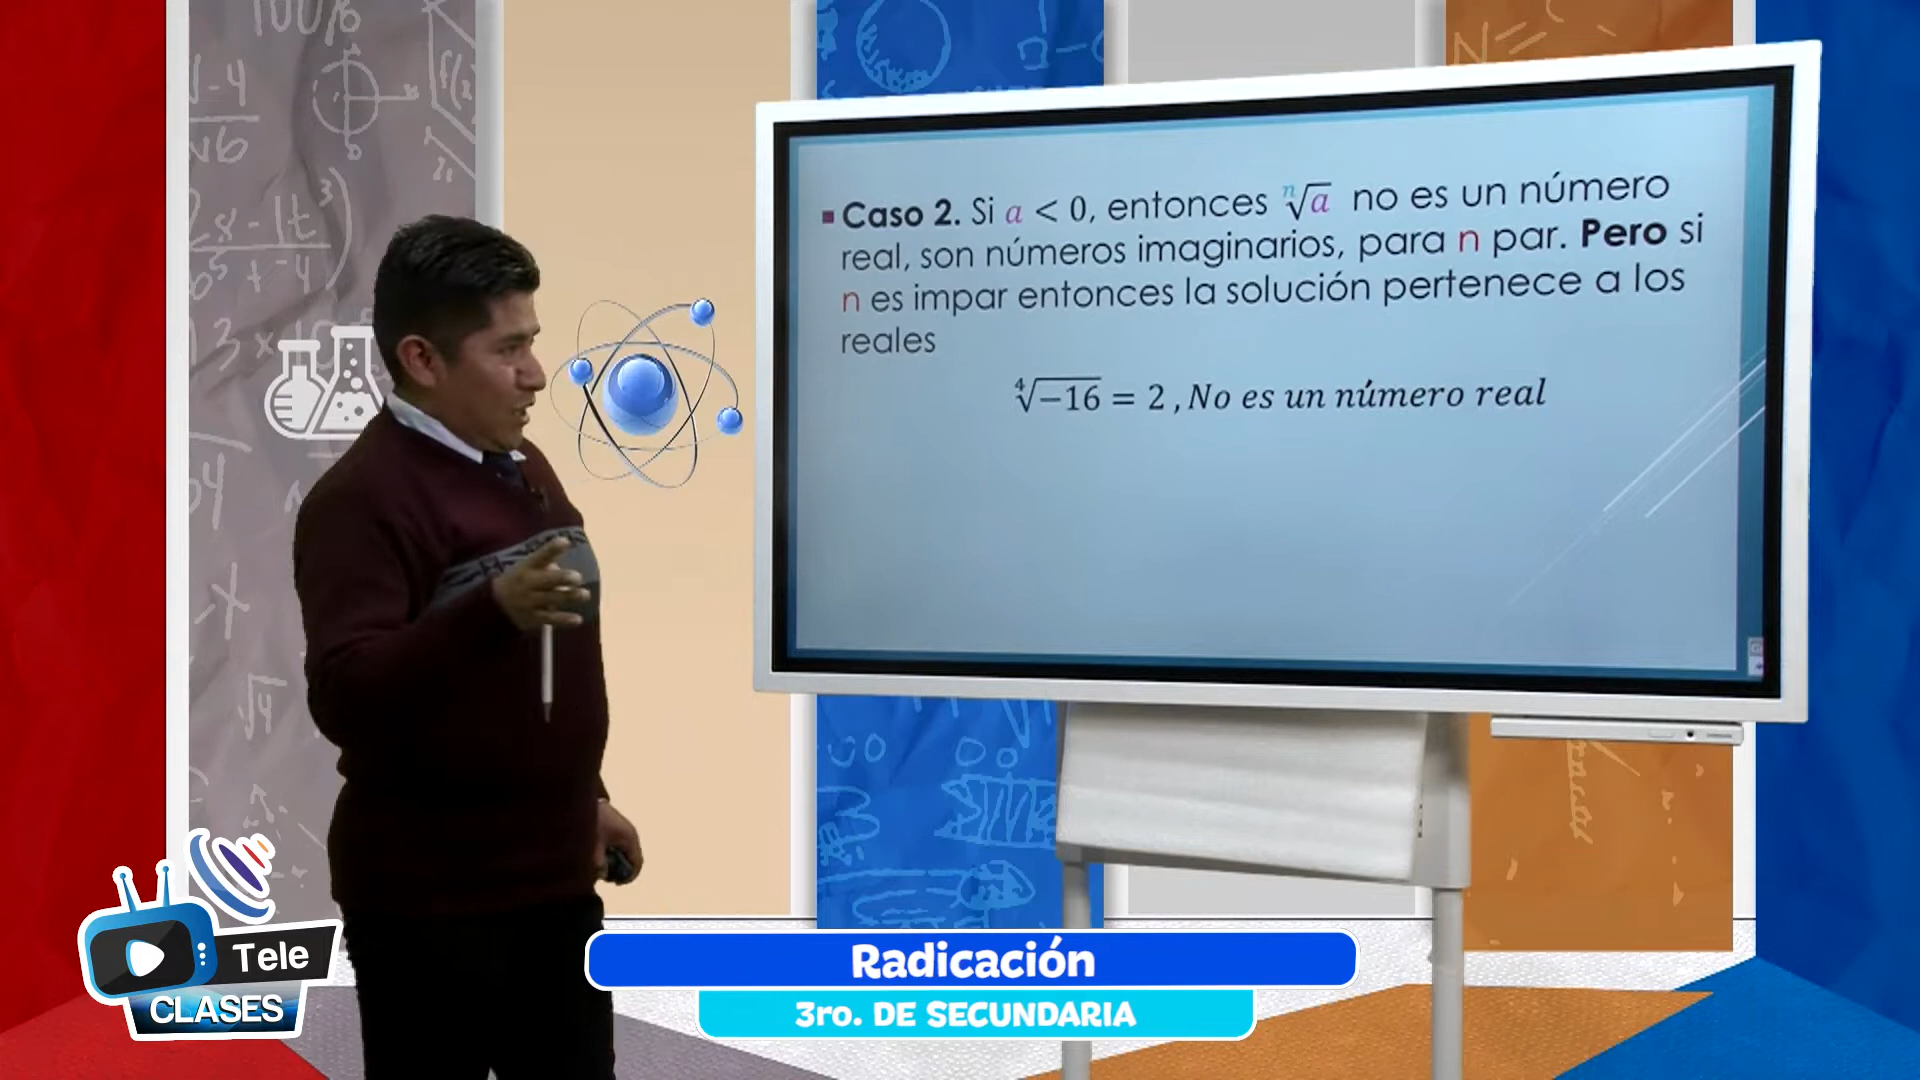 Caso 2. Si a < 0, entonces ⁿ√a no es un número
real, son números imaginarios, para n par. Pero si
n es impar entonces la solución pertenece a los
reales
⁴√−16 = 2 , No es un número real
Tele
CLASES
Radicación
3ro. DE SECUNDARIA
100%
√4